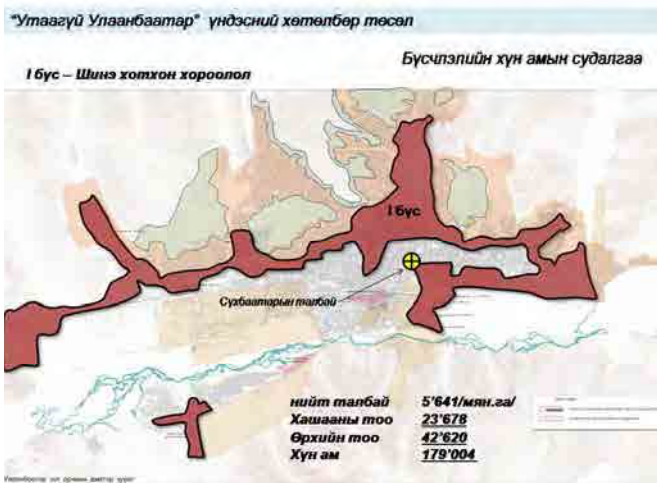 "Утаагүй Улаанбаатар" үндэсний хөтөлбөр төсөл
Бүсчлэлийн хүн амын судалгаа
I бүс – Шинэ хотхон хороолол
I бүс
Сүхбаатарын талбай
нийт талбай 5'641/мян.га/
Хашааны тоо 23'678
Өрхийн тоо 42'620
Хүн ам 179'004